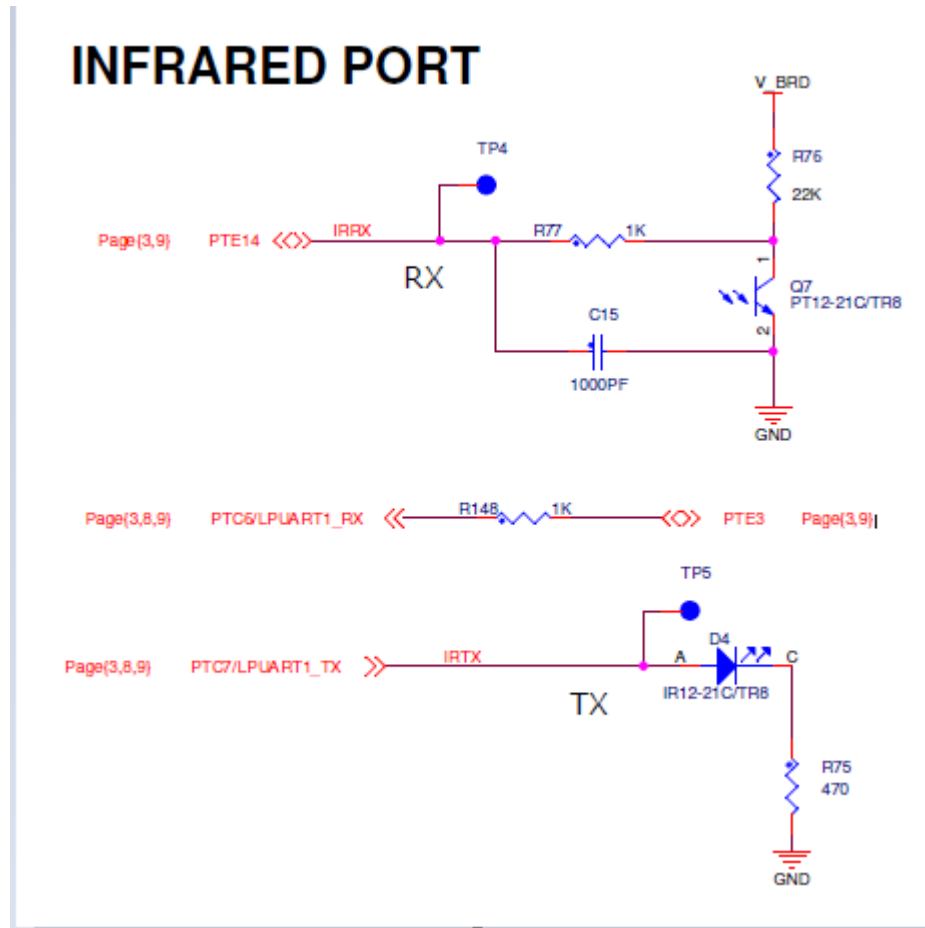 INFRARED PORT
V_BRD
TP4
R76
22K
Page{3,9} PTE14 IRRX R77 1K
RX
1
Q7
PT12-21C/TR8
2
C15
1000PF
GND
Page{3,8,9} PTC6/LPUART1_RX R148 1K PTE3 Page{3,9}
TP5
D4
Page{3,8,9} PTC7/LPUART1_TX IRTX A C
IR12-21C/TR8
TX
R75
470
GND